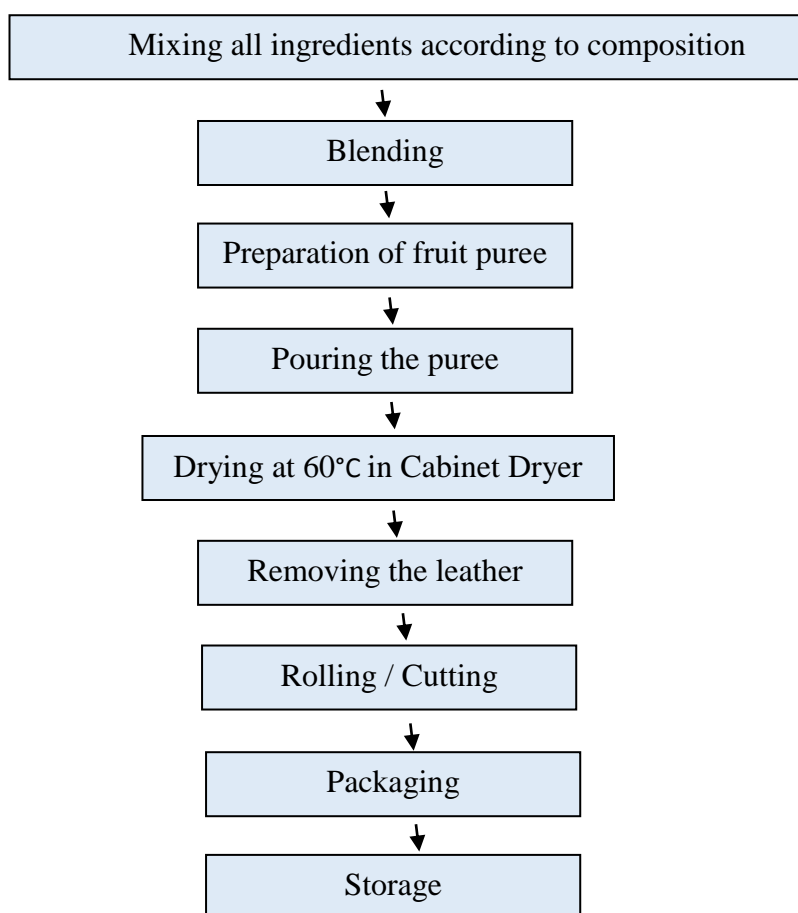 Mixing all ingredients according to composition
Blending
Preparation of fruit puree
Pouring the puree
Drying at 60°C in Cabinet Dryer
Removing the leather
Rolling / Cutting
Packaging
Storage